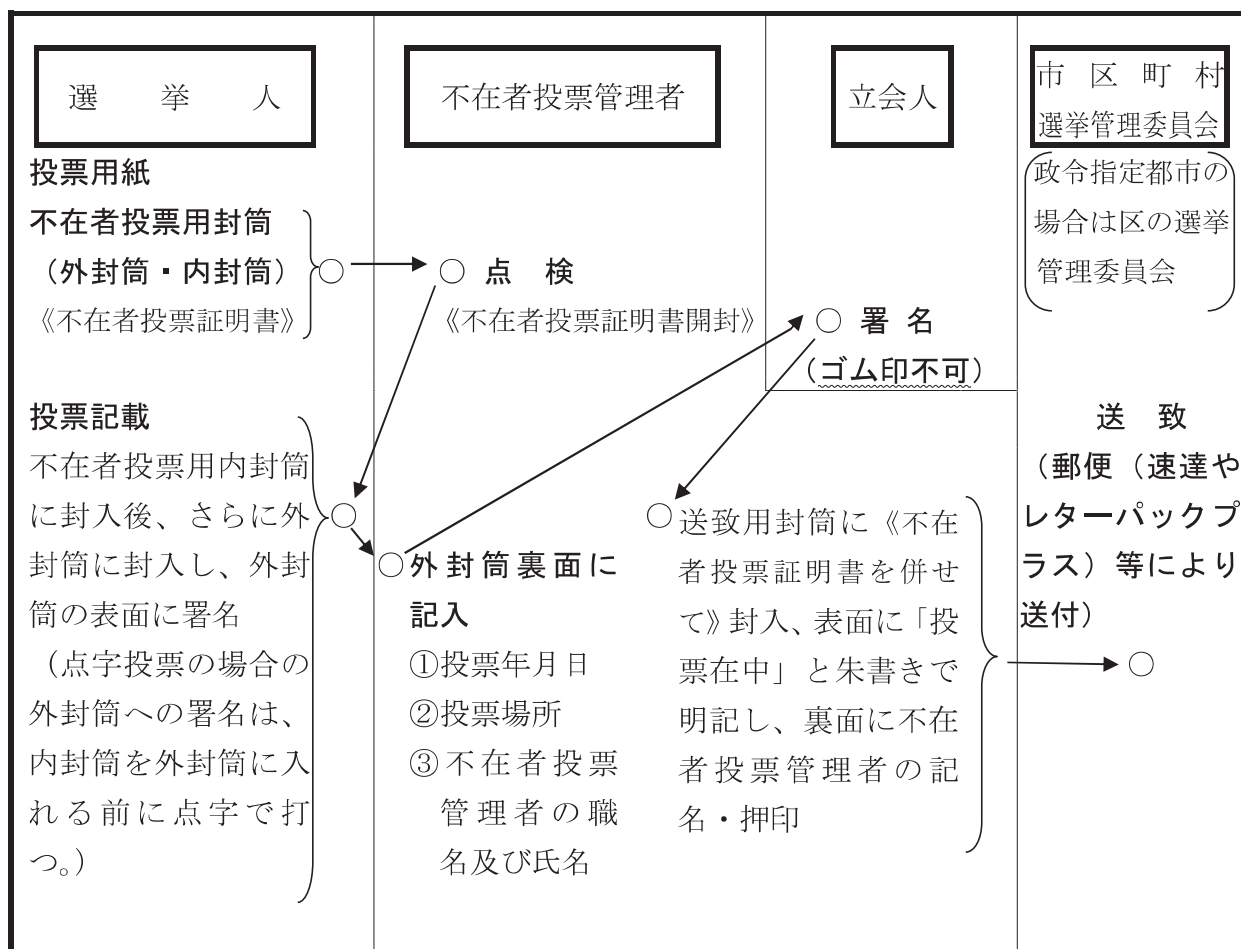 選挙人
不在者投票管理者
立会人
市区町村
選挙管理委員会
(政令指定都市の
場合は区の選挙
管理委員会)
投票用紙
不在者投票用封筒
(外封筒・内封筒)
《不在者投票証明書》
○
○ 点検
《不在者投票証明書開封》
○ 署名
(ゴム印不可)
投票記載
不在者投票用内封筒
に封入後、さらに外
封筒に封入し、外封
筒の表面に署名
(点字投票の場合の
外封筒への署名は、
内封筒を外封筒に入
れる前に点字で打
つ。)
○
○外封筒裏面に
記入
①投票年月日
②投票場所
③不在者投票
管理者の職
名及び氏名
○送致用封筒に《不在
者投票証明書を併せ
て》封入、表面に「投
票在中」と朱書きで
明記し、裏面に不在
者投票管理者の記
名・押印
送致
(郵便(速達や
レターパックプ
ラス)等により
送付)
○